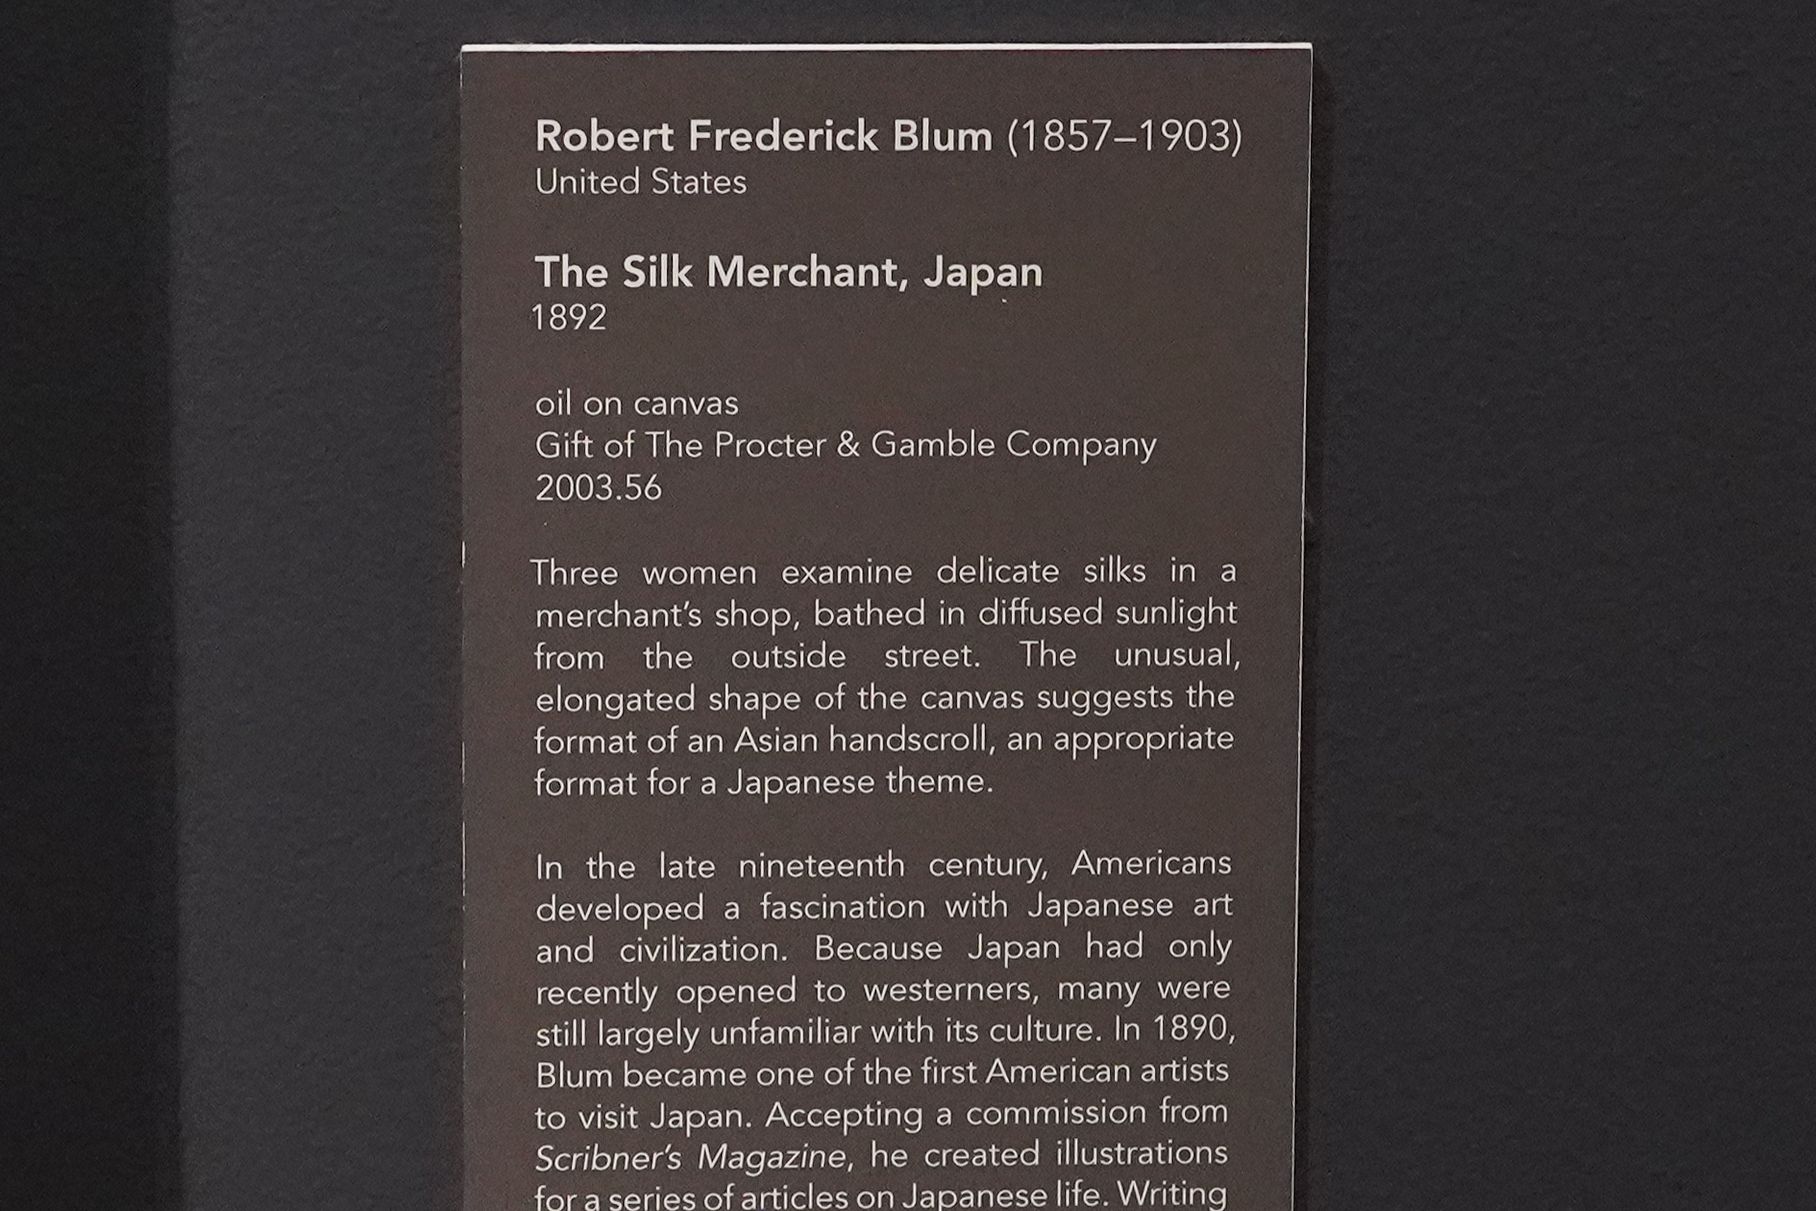 Robert Frederick Blum (1857–1903)
United States
The Silk Merchant, Japan
1892
oil on canvas
Gift of The Procter & Gamble Company
2003.56
Three women examine delicate silks in a
merchant’s shop, bathed in diffused sunlight
from the outside street. The unusual,
elongated shape of the canvas suggests the
format of an Asian handscroll, an appropriate
format for a Japanese theme.
In the late nineteenth century, Americans
developed a fascination with Japanese art
and civilization. Because Japan had only
recently opened to westerners, many were
still largely unfamiliar with its culture. In 1890,
Blum became one of the first American artists
to visit Japan. Accepting a commission from
Scribner’s Magazine, he created illustrations
for a series of articles on Japanese life. Writing